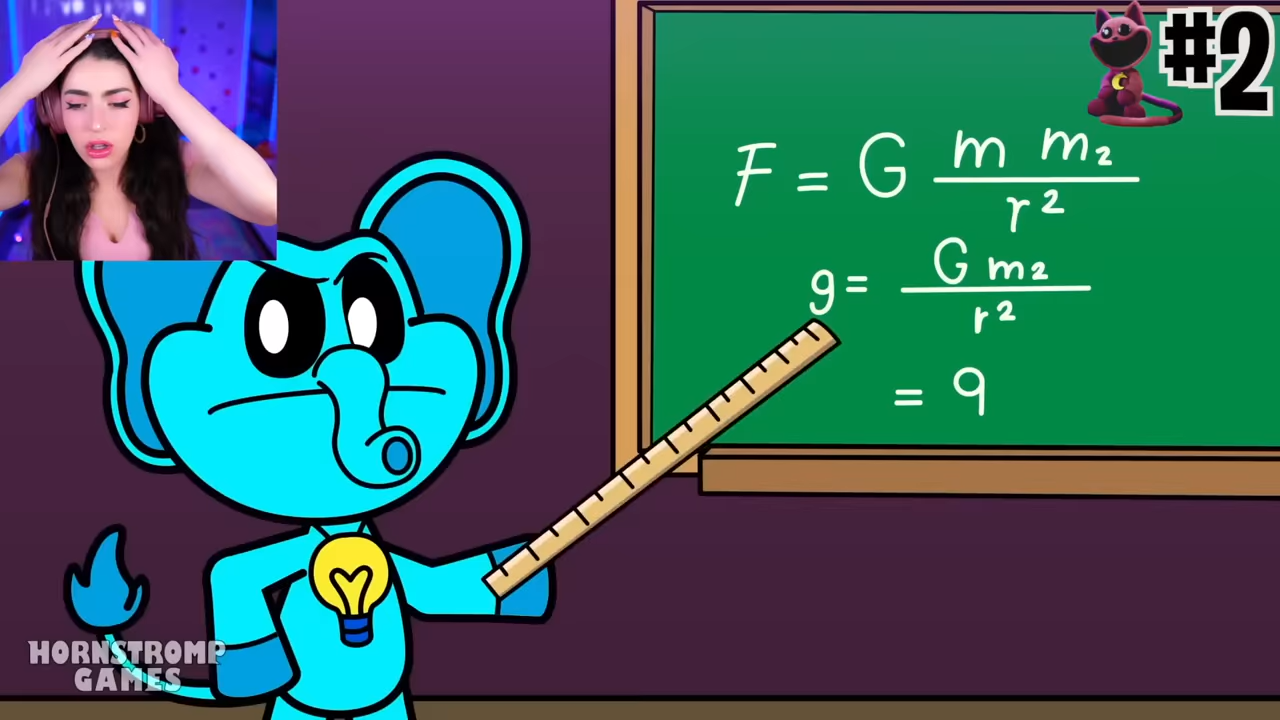 #2
F = G m m₂ / r²
g = G m₂ / r²
= 9
HORNSTROMP
GAMES